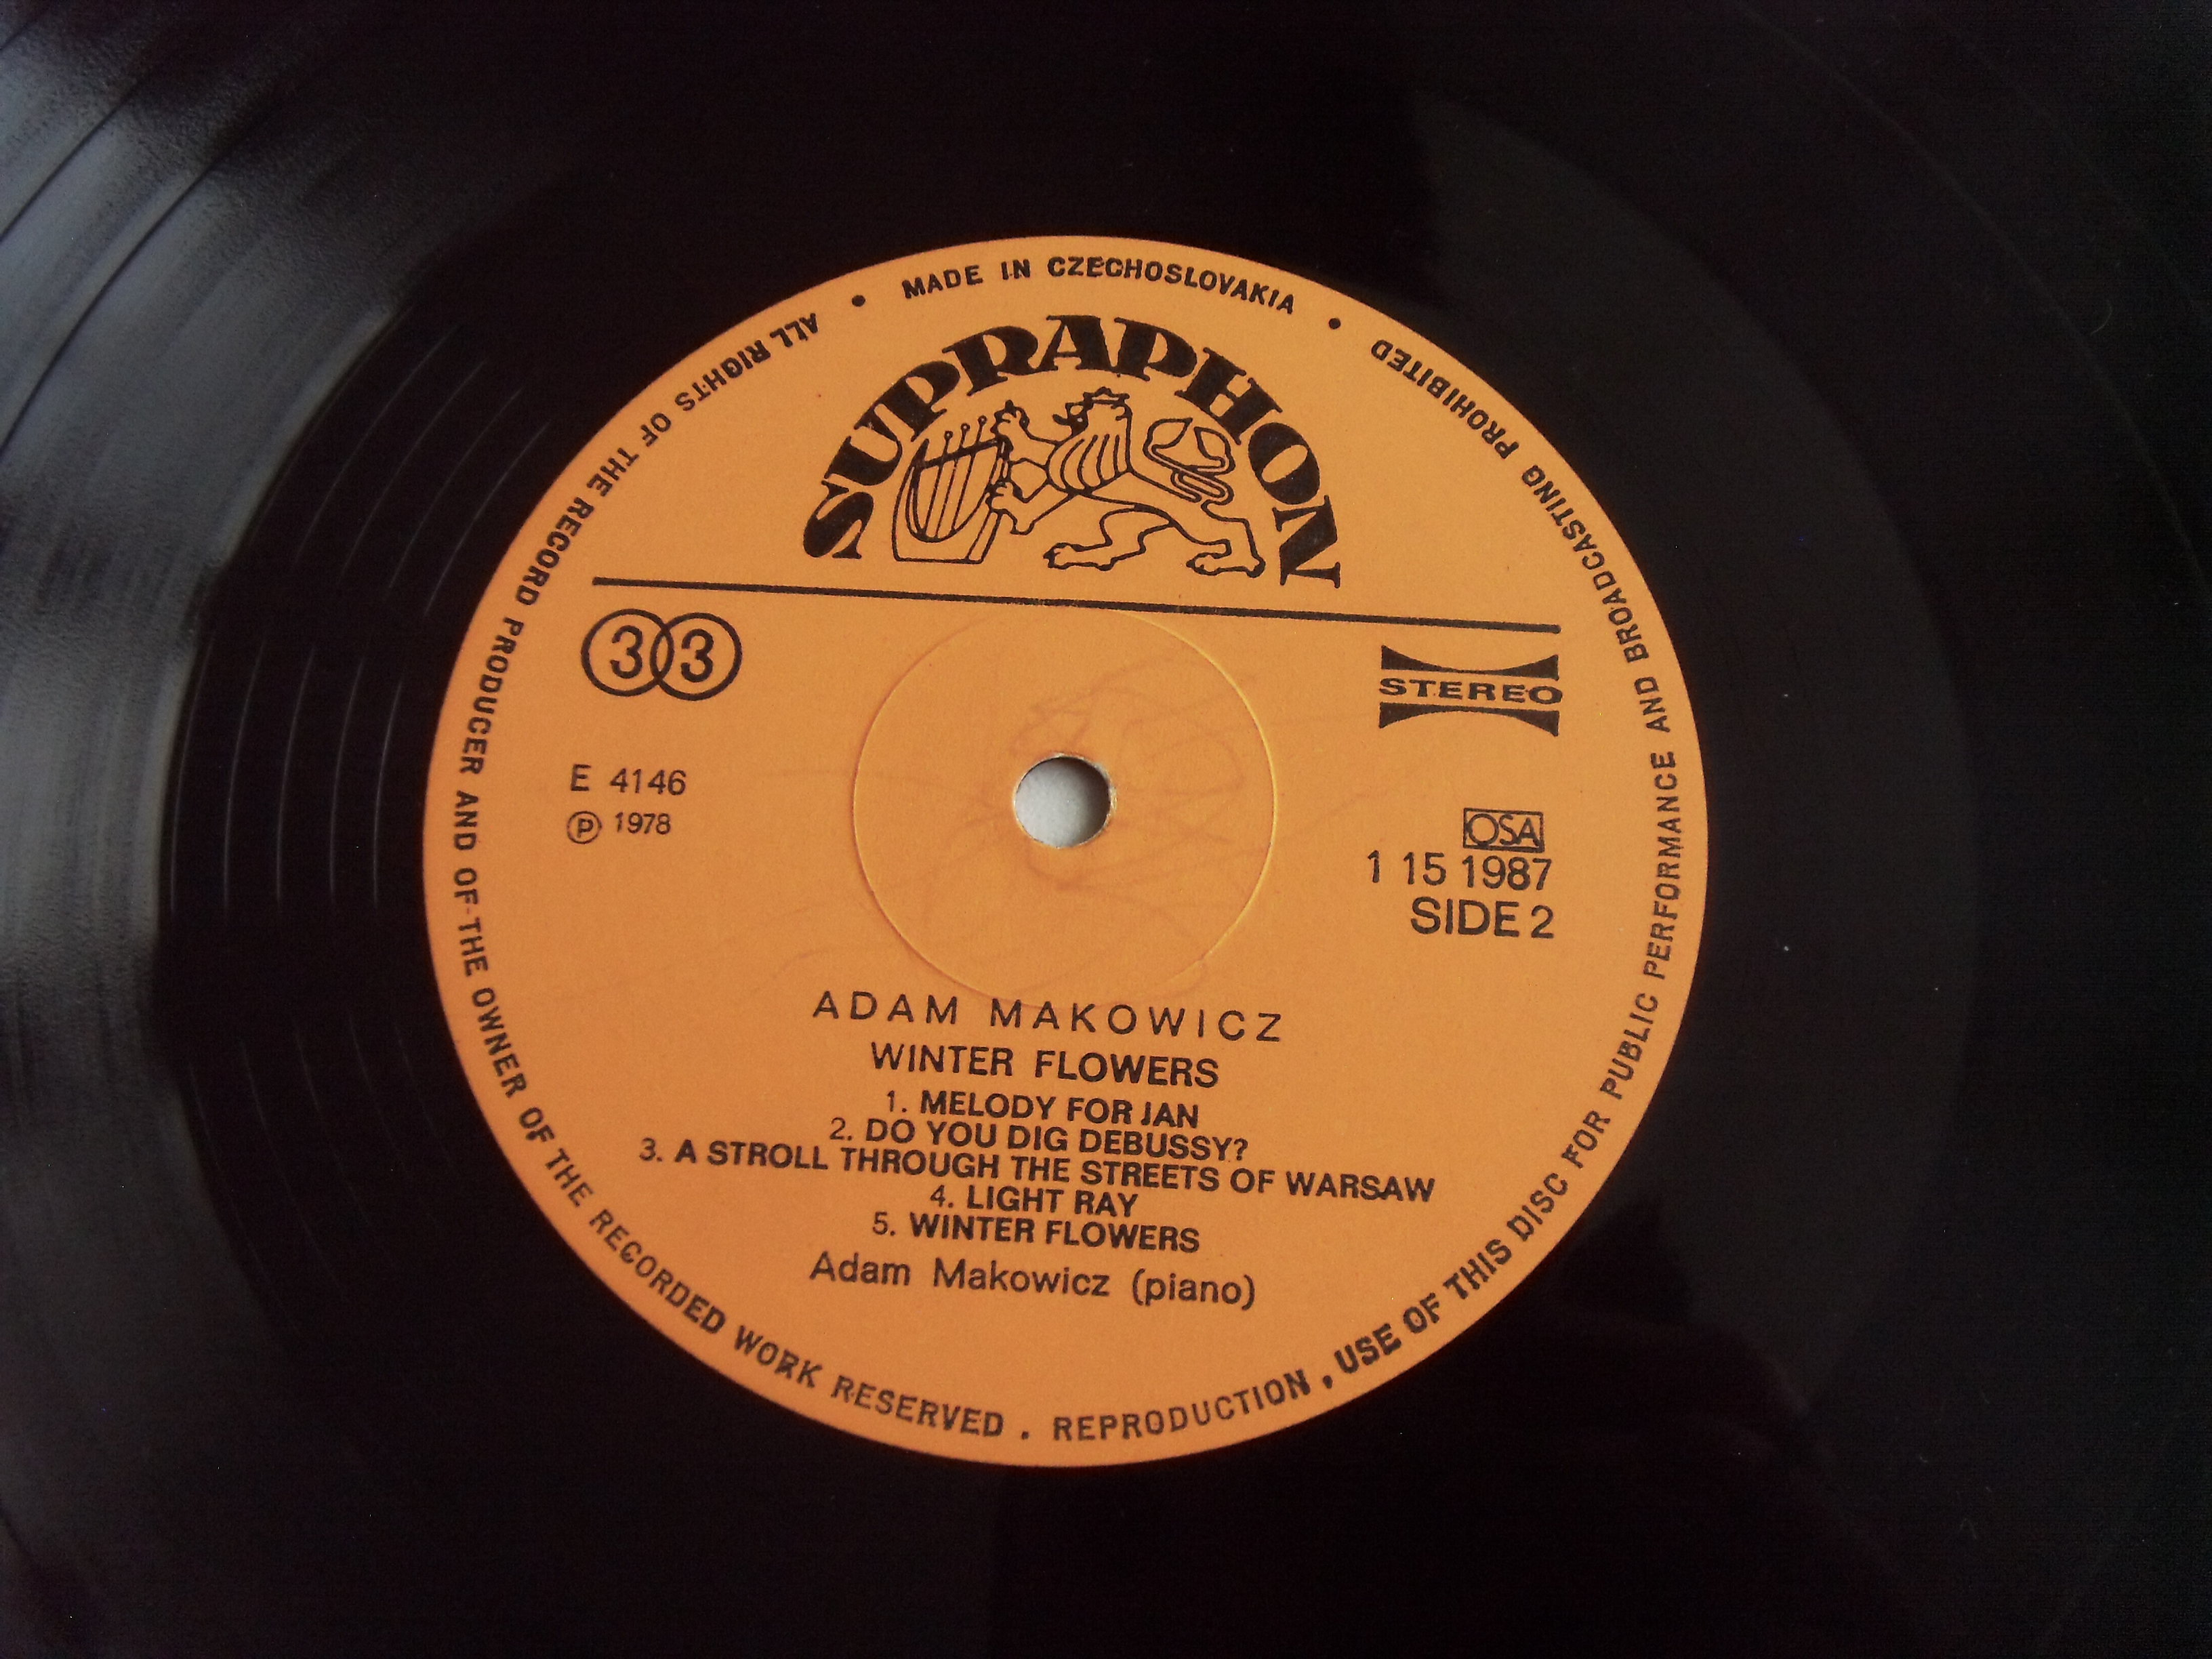 MADE IN CZECHOSLOVAKIA
SUPRAPHON
33
STEREO
E 4146
Ⓟ 1978
OSA
1 15 1987
SIDE 2
ADAM MAKOWICZ
WINTER FLOWERS
1. MELODY FOR JAN
2. DO YOU DIG DEBUSSY?
3. A STROLL THROUGH THE STREETS OF WARSAW
4. LIGHT RAY
5. WINTER FLOWERS
Adam Makowicz (piano)
ALL RIGHTS OF THE RECORD PRODUCER AND OF THE OWNER OF THE RECORDED WORK RESERVED . REPRODUCTION , USE OF THIS DISC FOR PUBLIC PERFORMANCE AND BROADCASTING PROHIBITED